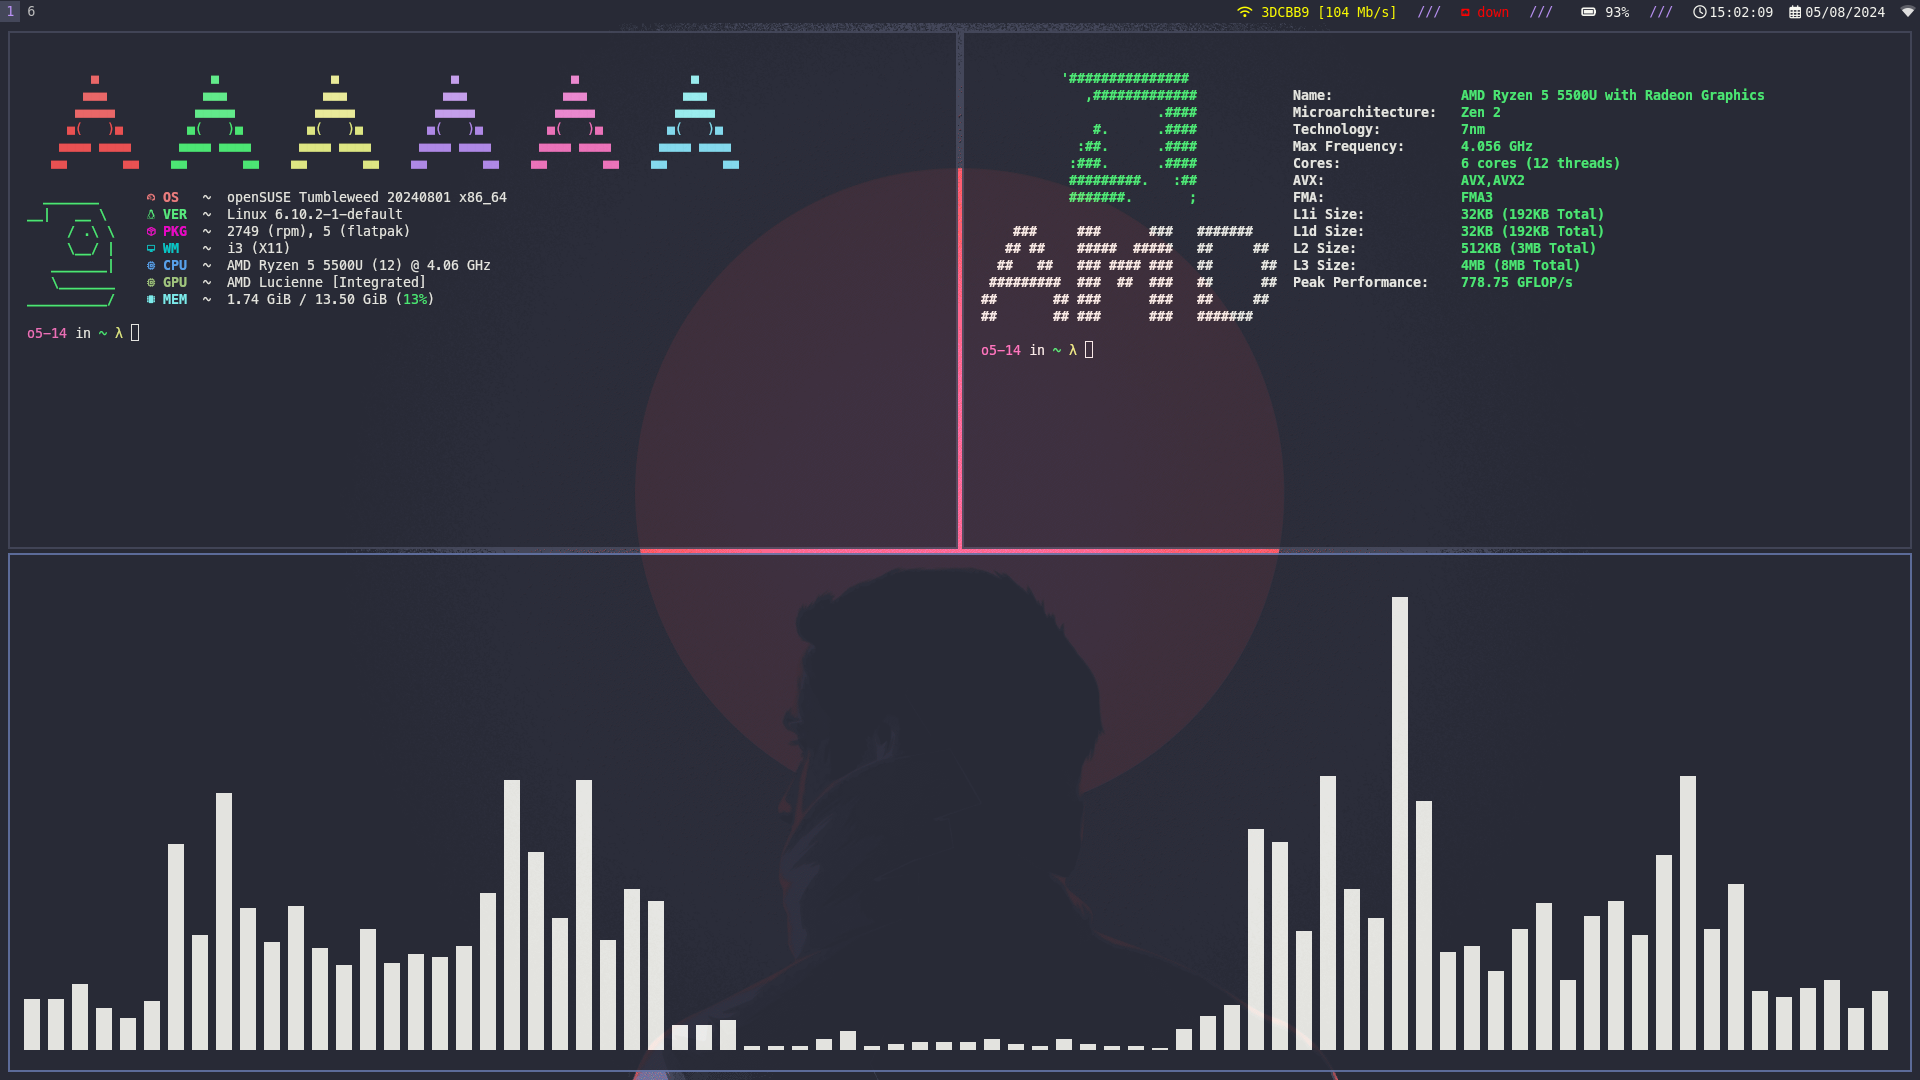 1 6
3DCBB9 [104 Mb/s] /// down /// 93% /// 15:02:09 05/08/2024
OS ~ openSUSE Tumbleweed 20240801 x86_64
VER ~ Linux 6.10.2-1-default
PKG ~ 2749 (rpm), 5 (flatpak)
WM ~ i3 (X11)
CPU ~ AMD Ryzen 5 5500U (12) @ 4.06 GHz
GPU ~ AMD Lucienne [Integrated]
MEM ~ 1.74 GiB / 13.50 GiB (13%)
o5-14 in ~ λ
AMD
Name: AMD Ryzen 5 5500U with Radeon Graphics
Microarchitecture: Zen 2
Technology: 7nm
Max Frequency: 4.056 GHz
Cores: 6 cores (12 threads)
AVX: AVX,AVX2
FMA: FMA3
L1i Size: 32KB (192KB Total)
L1d Size: 32KB (192KB Total)
L2 Size: 512KB (3MB Total)
L3 Size: 4MB (8MB Total)
Peak Performance: 778.75 GFLOP/s
o5-14 in ~ λ